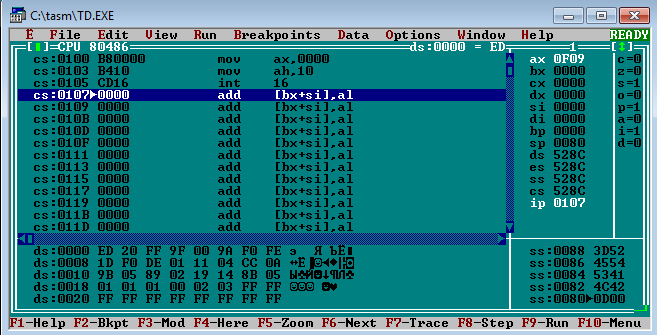 C:\tasm\TD.EXE
Ë File Edit View Run Breakpoints Data Options Window Help READY
CPU 80486 ds:0000 = ED 1
cs:0100 B80000 mov ax,0000 ax 0F09 c=0
cs:0103 B410 mov ah,10 bx 0000 z=0
cs:0105 CD16 int 16 cx 0000 s=1
cs:0107 0000 add [bx+si],al dx 0000 o=0
cs:0109 0000 add [bx+si],al si 0000 p=1
cs:010B 0000 add [bx+si],al di 0000 a=0
cs:010D 0000 add [bx+si],al bp 0000 i=1
cs:010F 0000 add [bx+si],al sp 0080 d=0
cs:0111 0000 add [bx+si],al ds 528C
cs:0113 0000 add [bx+si],al es 528C
cs:0115 0000 add [bx+si],al ss 528C
cs:0117 0000 add [bx+si],al cs 528C
cs:0119 0000 add [bx+si],al ip 0107
cs:011B 0000 add [bx+si],al
cs:011D 0000 add [bx+si],al
ds:0000 ED 20 FF 9F 00 9A F0 FE ss:0088 3D52
ds:0008 1D F0 DE 01 11 04 CC 0A ss:0086 4554
ds:0010 9B 05 89 02 19 14 8B 05 ss:0084 5341
ds:0018 01 01 01 00 02 03 FF FF ss:0082 4C42
ds:0020 FF FF FF FF FF FF FF FF ss:0080 0D00
F1-Help F2-Bkpt F3-Mod F4-Here F5-Zoom F6-Next F7-Trace F8-Step F9-Run F10-Menu